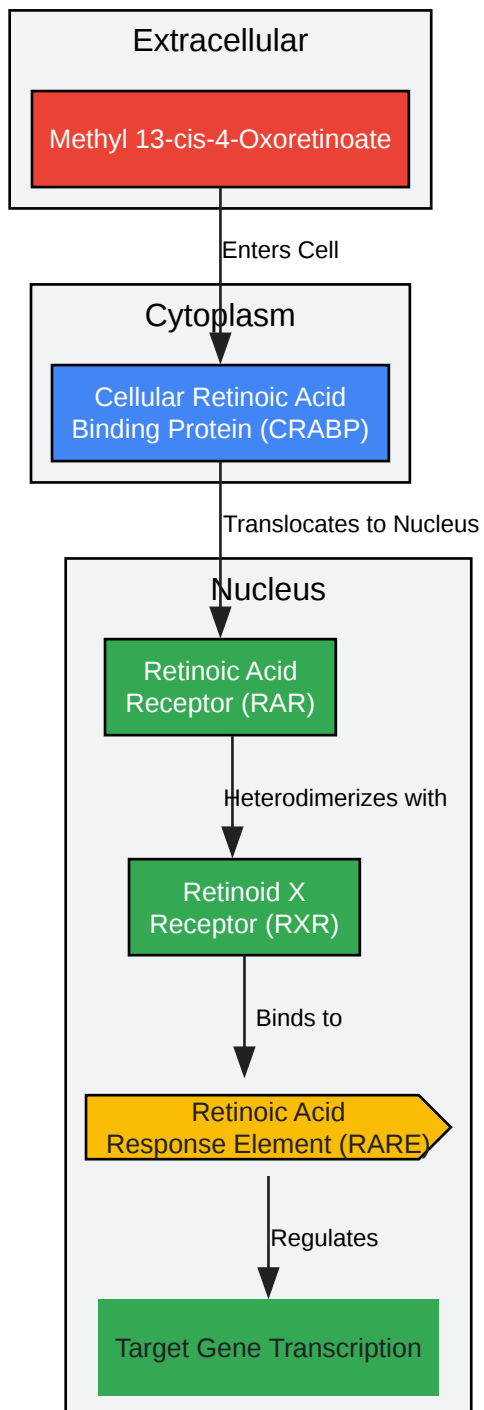 Extracellular
Methyl 13-cis-4-Oxoretinoate
Enters Cell
Cytoplasm
Cellular Retinoic Acid
Binding Protein (CRABP)
Translocates to Nucleus
Nucleus
Retinoic Acid
Receptor (RAR)
Heterodimerizes with
Retinoid X
Receptor (RXR)
Binds to
Retinoic Acid
Response Element (RARE)
Regulates
Target Gene Transcription